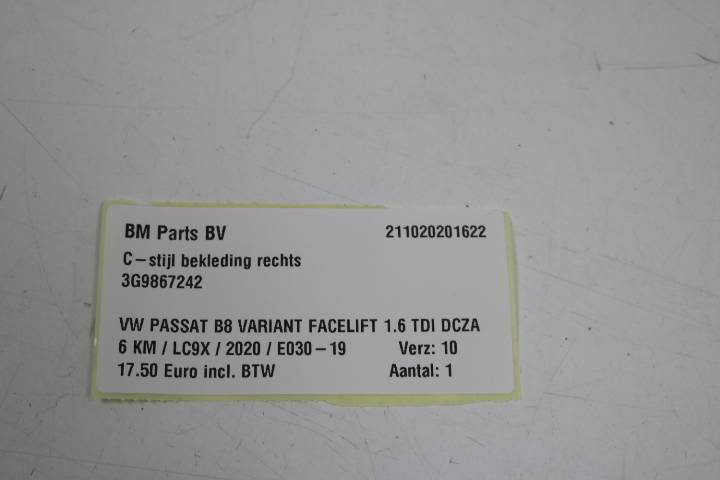 BM Parts BV 211020201622
C-stijl bekleding rechts
3G9867242
VW PASSAT B8 VARIANT FACELIFT 1.6 TDI DCZA
6 KM / LC9X / 2020 / E030-19 Verz: 10
17.50 Euro incl. BTW Aantal: 1